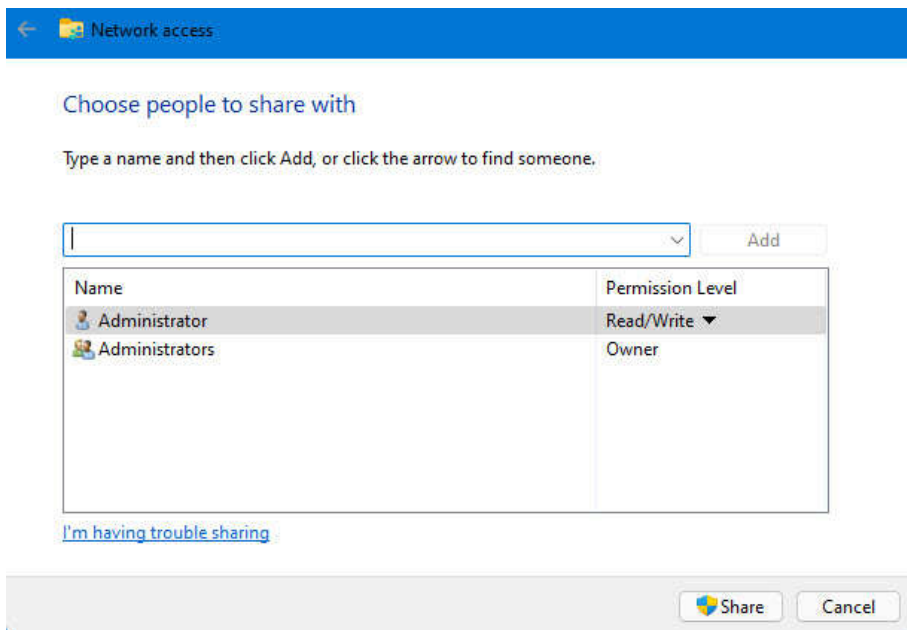 Network access
Choose people to share with
Type a name and then click Add, or click the arrow to find someone.
Add
Name Permission Level
Administrator Read/Write
Administrators Owner
I'm having trouble sharing
Share Cancel